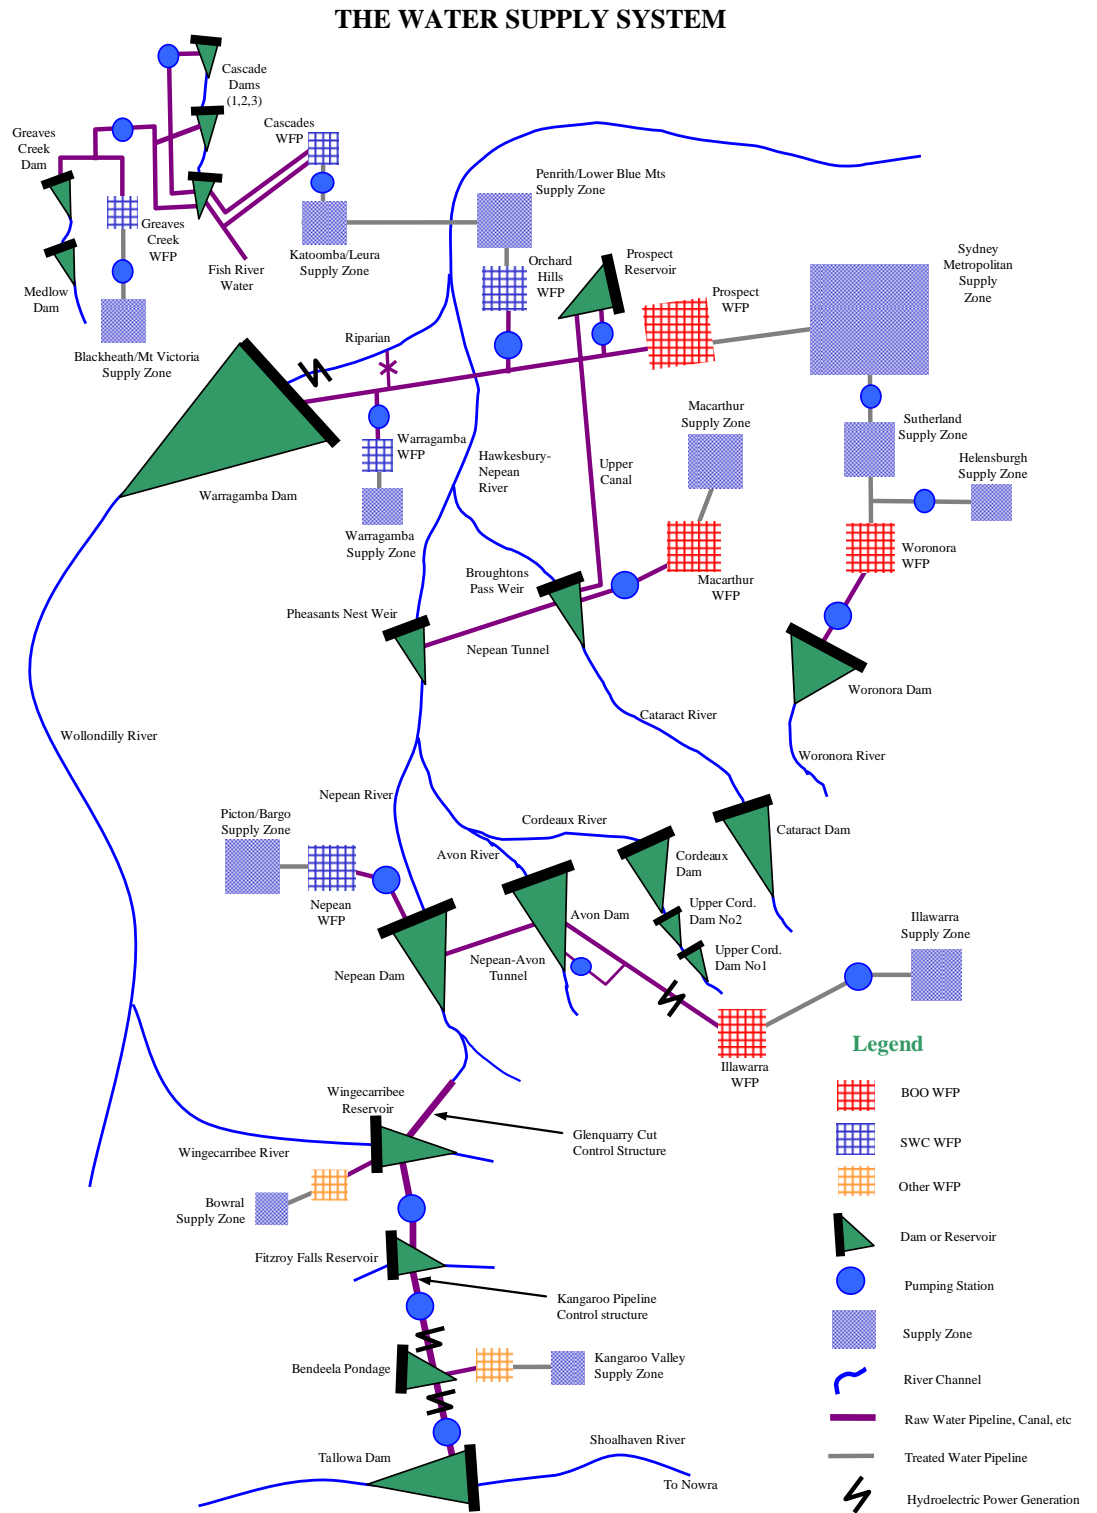 THE WATER SUPPLY SYSTEM
Cascade
Dams
(1,2,3)
Greaves
Creek
Dam
Cascades
WFP
Penrith/Lower Blue Mts
Supply Zone
Greaves
Creek
WFP
Fish River
Water
Katoomba/Leura
Supply Zone
Orchard
Hills
WFP
Prospect
Reservoir
Sydney
Metropolitan
Supply
Zone
Medlow
Dam
Prospect
WFP
Blackheath/Mt Victoria
Supply Zone
Riparian
Macarthur
Supply Zone
Sutherland
Supply Zone
Warragamba
WFP
Hawkesbury-
Nepean
River
Upper
Canal
Helensburgh
Supply Zone
Warragamba Dam
Warragamba
Supply Zone
Woronora
WFP
Broughtons
Pass Weir
Macarthur
WFP
Pheasants Nest Weir
Nepean Tunnel
Woronora Dam
Cataract River
Wollondilly River
Woronora River
Nepean River
Picton/Bargo
Supply Zone
Cordeaux River
Cataract Dam
Avon River
Cordeaux
Dam
Nepean
WFP
Avon Dam
Upper Cord.
Dam No2
Illawarra
Supply Zone
Nepean Dam
Nepean-Avon
Tunnel
Upper Cord.
Dam No1
Illawarra
WFP
Wingecarribee
Reservoir
Glenquarry Cut
Control Structure
Wingecarribee River
Bowral
Supply Zone
Fitzroy Falls Reservoir
Kangaroo Pipeline
Control structure
Bendeela Pondage
Kangaroo Valley
Supply Zone
Tallowa Dam
Shoalhaven River
To Nowra
Legend
BOO WFP
SWC WFP
Other WFP
Dam or Reservoir
Pumping Station
Supply Zone
River Channel
Raw Water Pipeline, Canal, etc
Treated Water Pipeline
Hydroelectric Power Generation